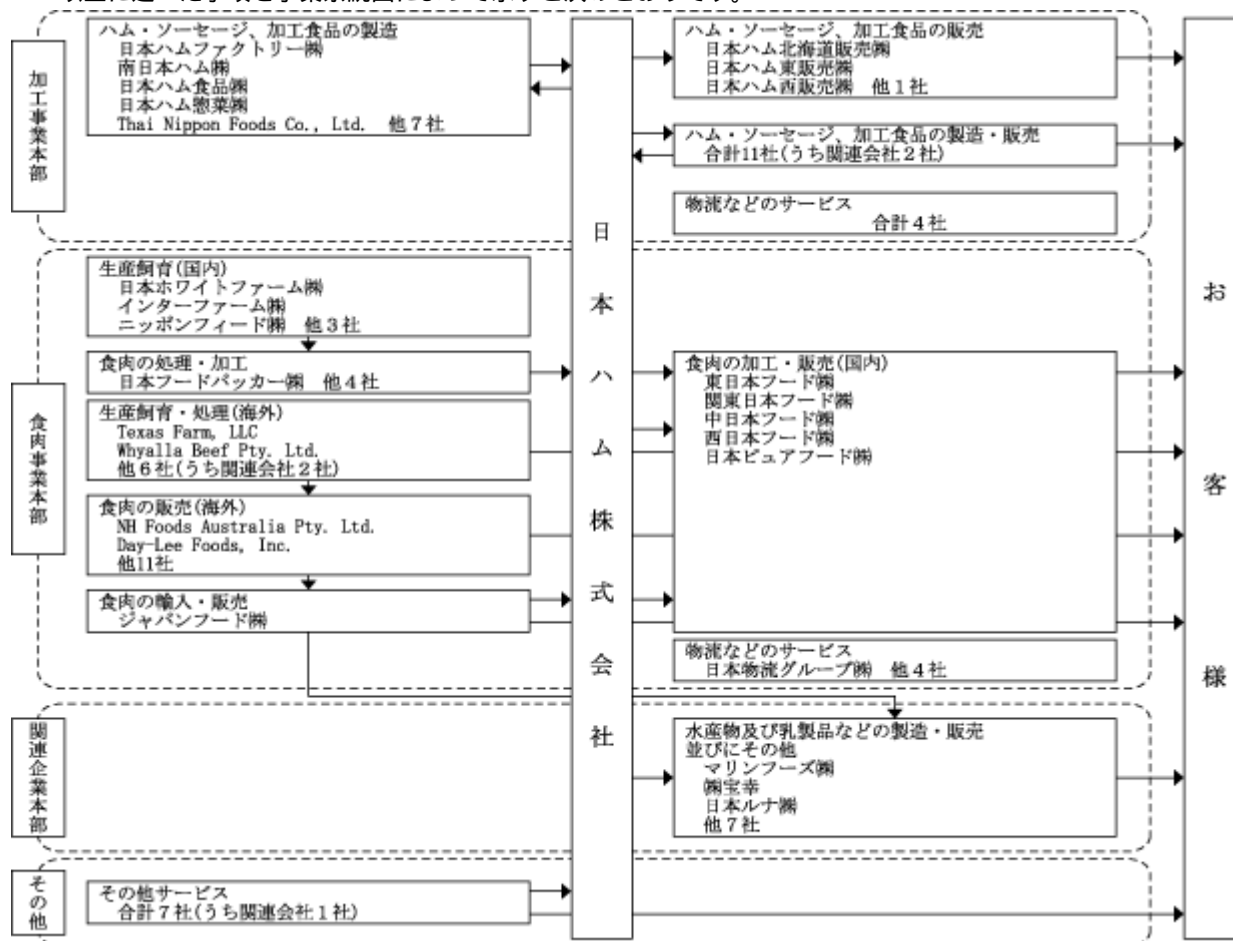 加工事業本部
ハム・ソーセージ、加工食品の製造
日本ハムファクトリー㈱
南日本ハム㈱
日本ハム食品㈱
日本ハム惣菜㈱
Thai Nippon Foods Co., Ltd. 他７社
ハム・ソーセージ、加工食品の販売
日本ハム北海道販売㈱
日本ハム東販売㈱
日本ハム西販売㈱ 他１社
ハム・ソーセージ、加工食品の製造・販売
合計11社(うち関連会社２社)
物流などのサービス
合計４社
食肉事業本部
生産飼育(国内)
日本ホワイトファーム㈱
インターファーム㈱
ニッポンフィード㈱ 他３社
食肉の処理・加工
日本フードパッカー㈱ 他４社
生産飼育・処理(海外)
Texas Farm, LLC
Whyalla Beef Pty. Ltd.
他６社(うち関連会社２社)
食肉の販売(海外)
NH Foods Australia Pty. Ltd.
Day-Lee Foods, Inc.
他11社
食肉の輸入・販売
ジャパンフード㈱
食肉の加工・販売(国内)
東日本フード㈱
関東日本フード㈱
中日本フード㈱
西日本フード㈱
日本ピュアフード㈱
物流などのサービス
日本物流グループ㈱ 他４社
関連企業本部
水産物及び乳製品などの製造・販売
並びにその他
マリンフーズ㈱
㈱宝幸
日本ルナ㈱
他７社
その他
その他サービス
合計７社(うち関連会社１社)
日本ハム株式会社
お客様